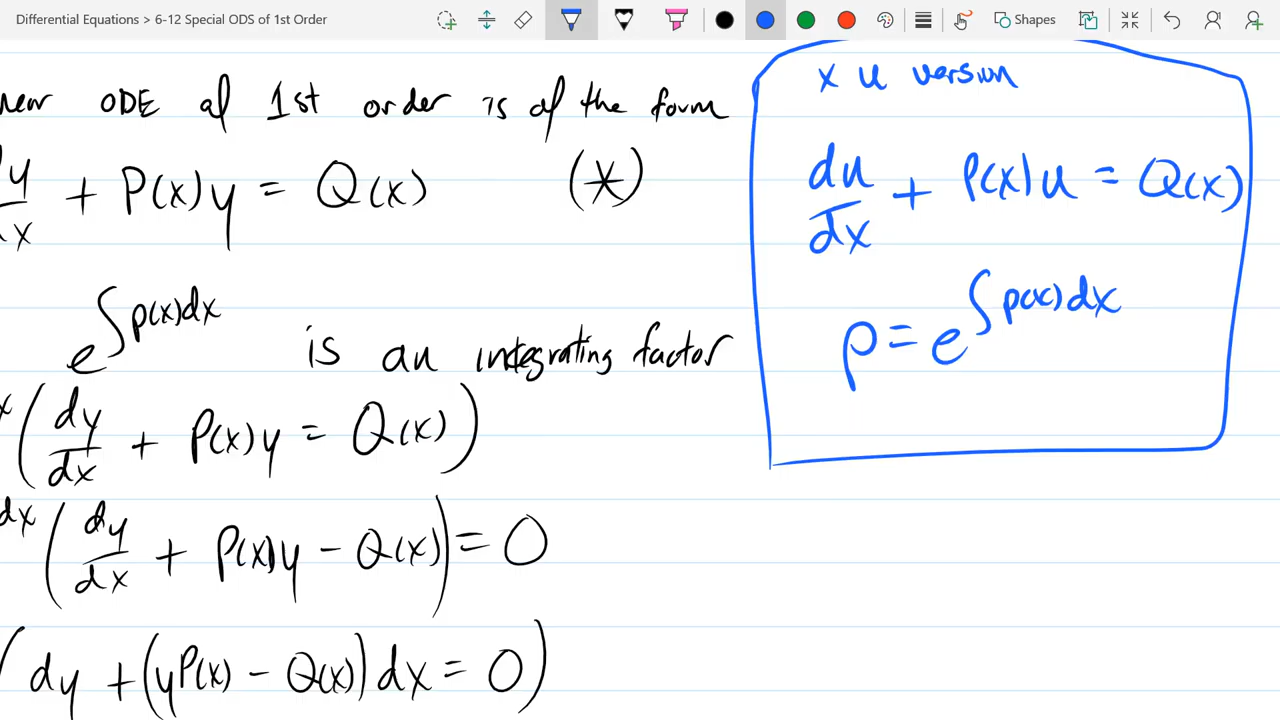 Differential Equations > 6-12 Special ODS of 1st Order
Shapes
near ODE of 1st order is of the form
dy/dx + P(x)y = Q(x) (*)
e^∫p(x)dx is an integrating factor
x (dy/dx + P(x)y = Q(x))
dx (dy/dx + P(x)y - Q(x)) = 0
(dy + (yP(x) - Q(x))dx = 0)
x u version
du/dx + P(x)u = Q(x)
ρ = e^∫p(x)dx